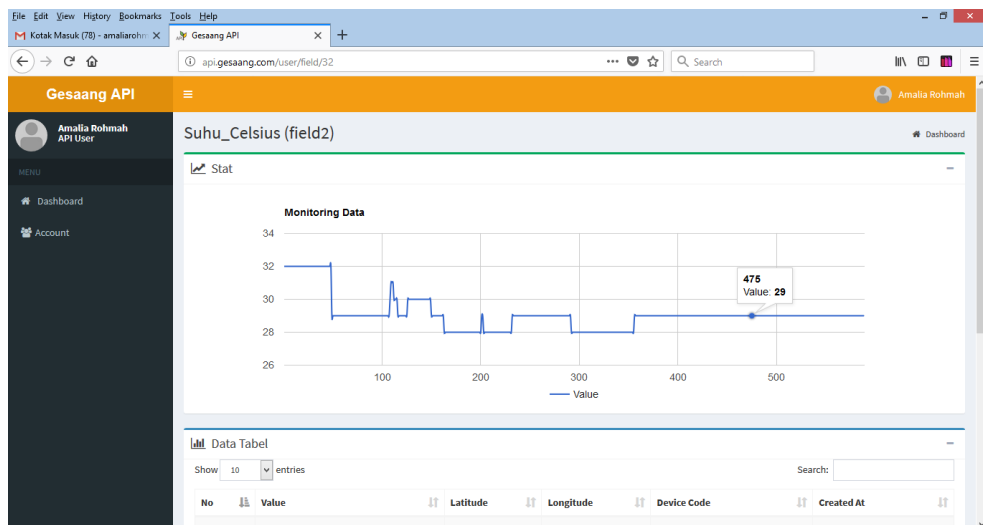 File Edit View History Bookmarks Tools Help
Kotak Masuk (78) - amaliarohm
Gesaang API
api.gesaang.com/user/field/32
Search
Gesaang API
Amalia Rohmah
Amalia Rohmah
API User
MENU
Dashboard
Account
Suhu_Celsius (field2)
Dashboard
Stat
Monitoring Data
34
32
30
28
26
100 200 300 400 500
475
Value: 29
Value
Data Tabel
Show 10 entries
Search:
No Value Latitude Longitude Device Code Created At